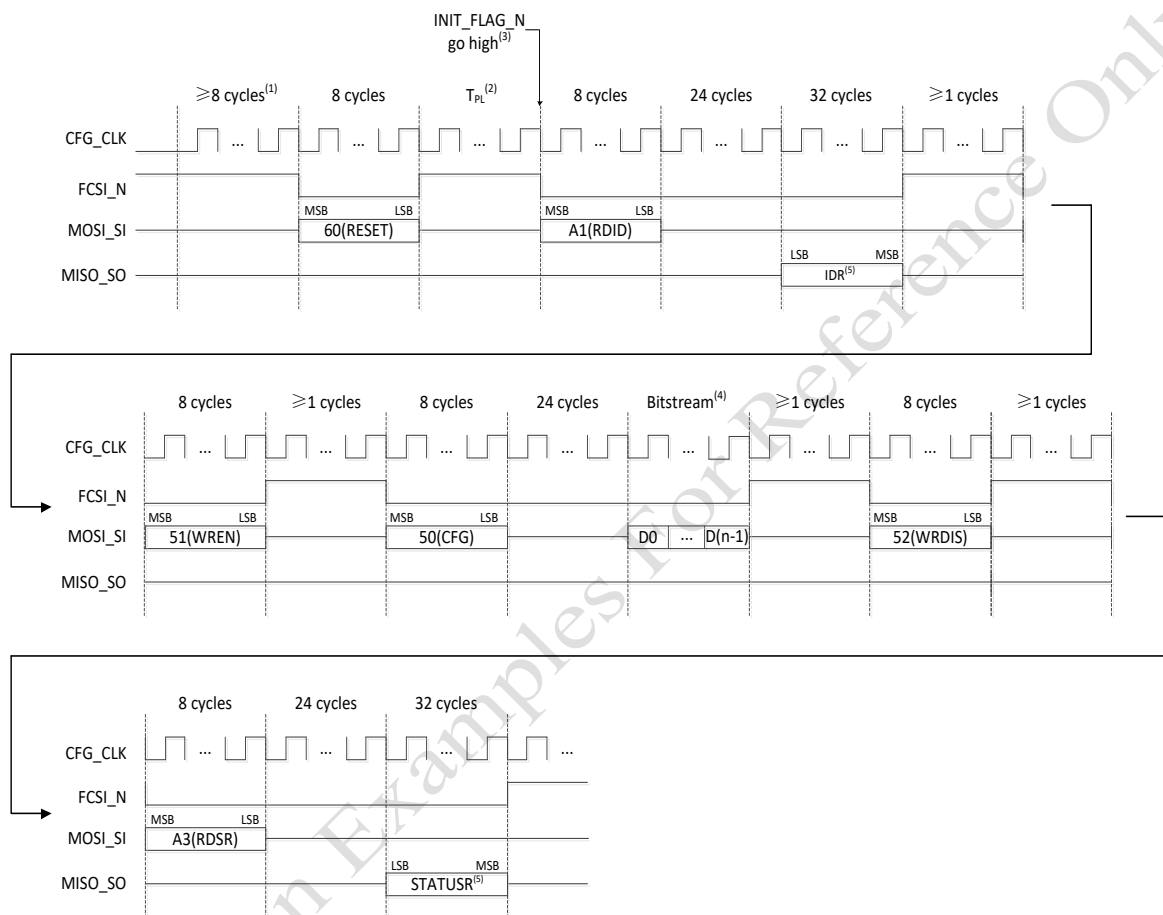 INIT_FLAG_N
go high(3)
≥8 cycles(1) 8 cycles TPL(2) 8 cycles 24 cycles 32 cycles ≥1 cycles
CFG_CLK ... ... ... ... ... ... ...
FCSI_N
MSB LSB MSB LSB
MOSI_SI 60(RESET) A1(RDID)
LSB MSB
MISO_SO IDR(5)
8 cycles ≥1 cycles 8 cycles 24 cycles Bitstream(4) ≥1 cycles 8 cycles ≥1 cycles
CFG_CLK ... ... ... ... ... ... ... ...
FCSI_N
MSB LSB MSB LSB MSB LSB
MOSI_SI 51(WREN) 50(CFG) D0 ... D(n-1) 52(WRDIS)
MISO_SO
8 cycles 24 cycles 32 cycles
CFG_CLK ... ... ... ...
FCSI_N
MSB LSB
MOSI_SI A3(RDSR)
LSB MSB
MISO_SO STATUSR(5)
n Examples For Reference Only